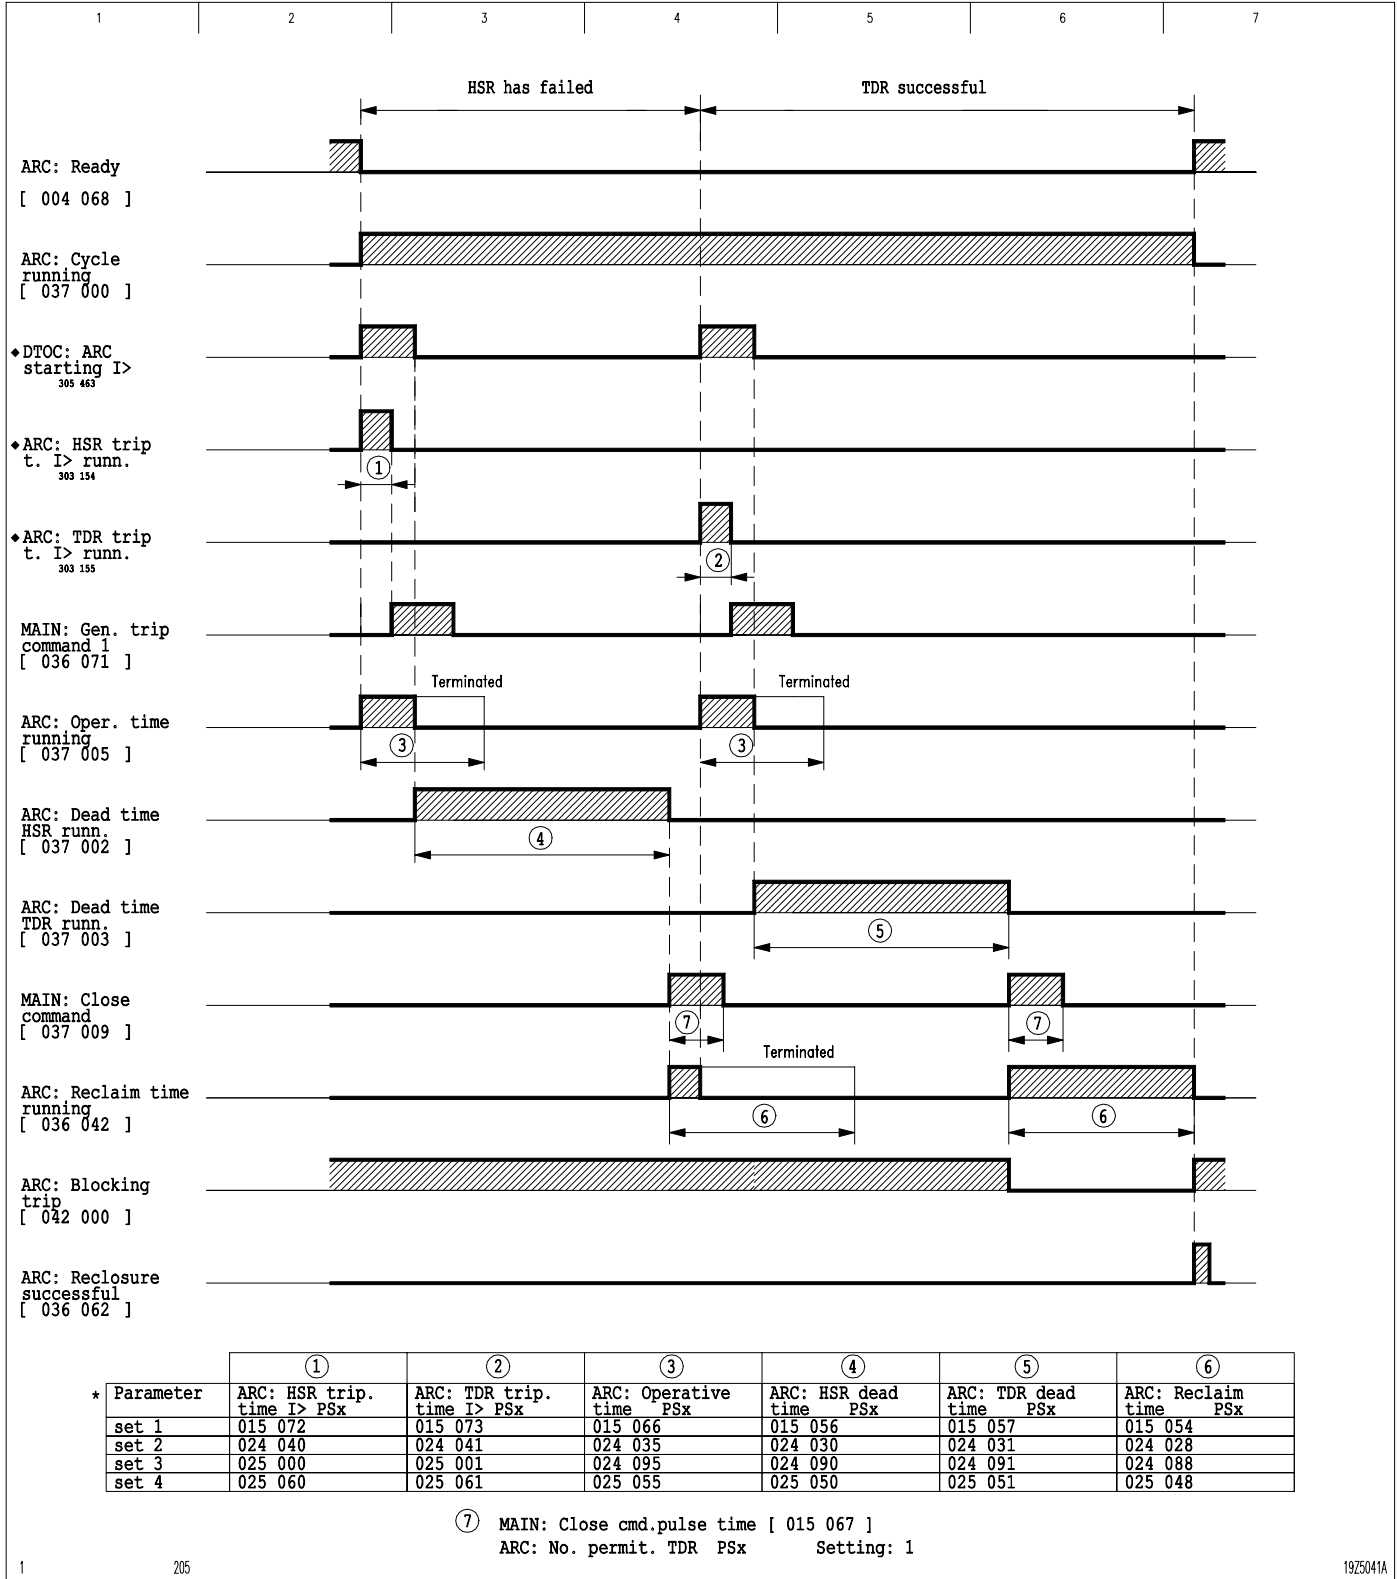 1 2 3 4 5 6 7
HSR has failed TDR successful
ARC: Ready
[ 004 068 ]
ARC: Cycle
running
[ 037 000 ]
◆DTOC: ARC
starting I>
305 463
◆ARC: HSR trip
t. I> runn.
303 154
1
◆ARC: TDR trip
t. I> runn.
303 155
2
MAIN: Gen. trip
command 1
[ 036 071 ]
Terminated Terminated
ARC: Oper. time
running
[ 037 005 ]
3 3
ARC: Dead time
HSR runn.
[ 037 002 ]
4
ARC: Dead time
TDR runn.
[ 037 003 ]
5
MAIN: Close
command
[ 037 009 ]
7 7
Terminated
ARC: Reclaim time
running
[ 036 042 ]
6 6
ARC: Blocking
trip
[ 042 000 ]
ARC: Reclosure
successful
[ 036 062 ]
1 2 3 4 5 6
* Parameter ARC: HSR trip. ARC: TDR trip. ARC: Operative ARC: HSR dead ARC: TDR dead ARC: Reclaim
time I> PSx time I> PSx time PSx time PSx time PSx time PSx
set 1 015 072 015 073 015 066 015 056 015 057 015 054
set 2 024 040 024 041 024 035 024 030 024 031 024 028
set 3 025 000 025 001 024 095 024 090 024 091 024 088
set 4 025 060 025 061 025 055 025 050 025 051 025 048
7 MAIN: Close cmd.pulse time [ 015 067 ]
ARC: No. permit. TDR PSx Setting: 1
1 205 19Z5041A